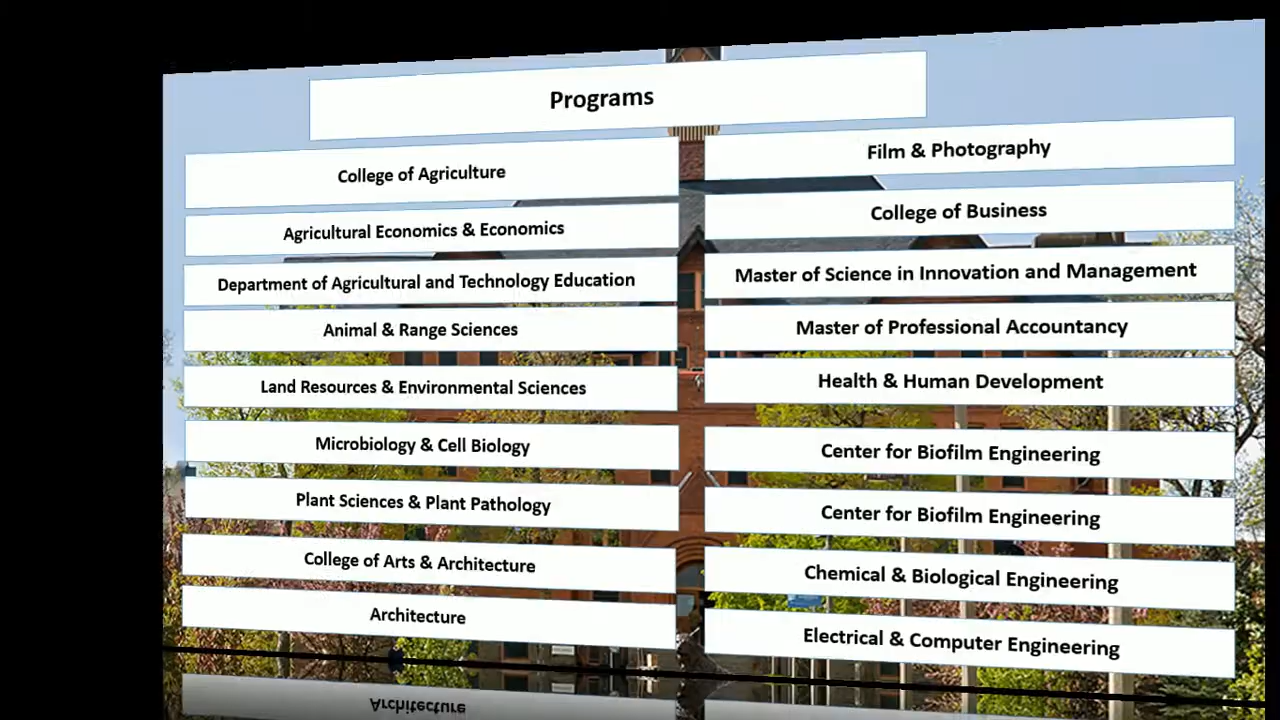 Programs
College of Agriculture
Agricultural Economics & Economics
Department of Agricultural and Technology Education
Animal & Range Sciences
Land Resources & Environmental Sciences
Microbiology & Cell Biology
Plant Sciences & Plant Pathology
College of Arts & Architecture
Architecture
Film & Photography
College of Business
Master of Science in Innovation and Management
Master of Professional Accountancy
Health & Human Development
Center for Biofilm Engineering
Center for Biofilm Engineering
Chemical & Biological Engineering
Electrical & Computer Engineering
Architecture